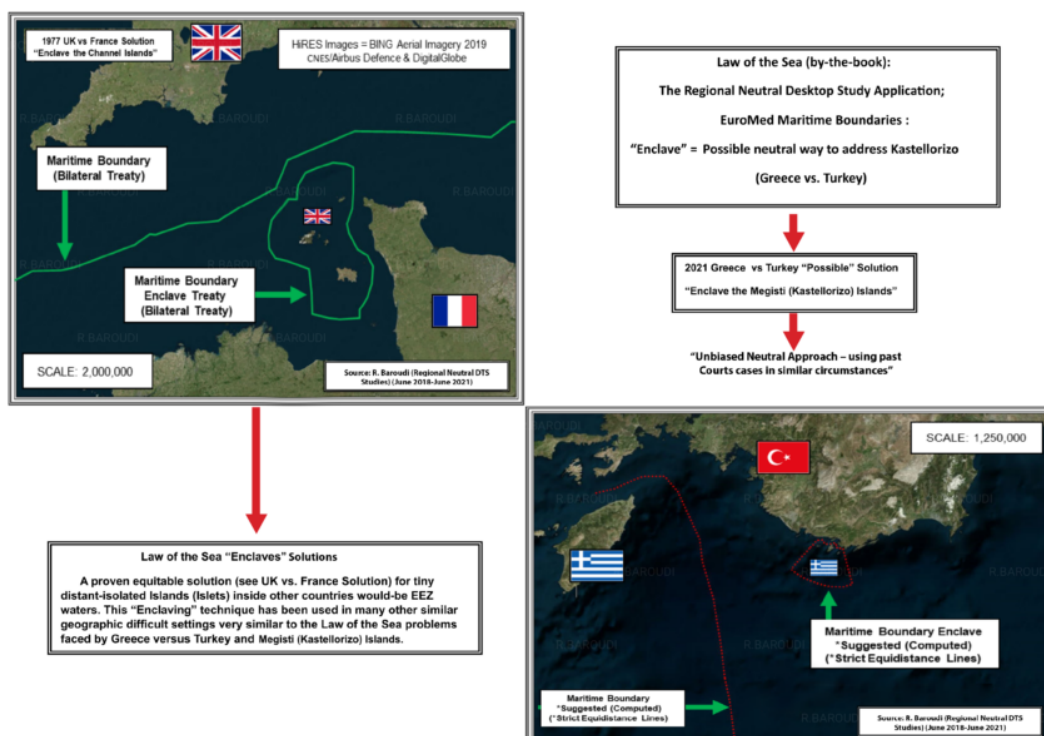 1977 UK vs France Solution
“Enclave the Channel Islands”
HiRES Images = BING Aerial Imagery 2019
CNES/Airbus Defence & DigitalGlobe
R.BAROUDI
R.BAROUDI
R.BAROUDI
Maritime Boundary
(Bilateral Treaty)
R.BAROUDI
R.BAROUDI
Maritime Boundary
Enclave Treaty
(Bilateral Treaty)
SCALE: 2,000,000
Source: R. Baroudi (Regional Neutral DTS
Studies) (June 2018-June 2021)
Law of the Sea (by-the-book):
The Regional Neutral Desktop Study Application;
EuroMed Maritime Boundaries :
“Enclave” = Possible neutral way to address Kastellorizo
(Greece vs. Turkey)
2021 Greece vs Turkey “Possible” Solution
“Enclave the Megisti (Kastellorizo) Islands”
“Unbiased Neutral Approach – using past
Courts cases in similar circumstances”
Law of the Sea “Enclaves” Solutions
A proven equitable solution (see UK vs. France Solution) for tiny
distant-isolated Islands (Islets) inside other countries would-be EEZ
waters. This “Enclaving” technique has been used in many other similar
geographic difficult settings very similar to the Law of the Sea problems
faced by Greece versus Turkey and Megisti (Kastellorizo) Islands.
SCALE: 1,250,000
R.BAROUDI
R.BAROUDI
Maritime Boundary Enclave
*Suggested (Computed)
(*Strict Equidistance Lines)
Maritime Boundary
*Suggested (Computed)
(*Strict Equidistance Lines)
Source: R. Baroudi (Regional Neutral DTS
Studies) (June 2018-June 2021)